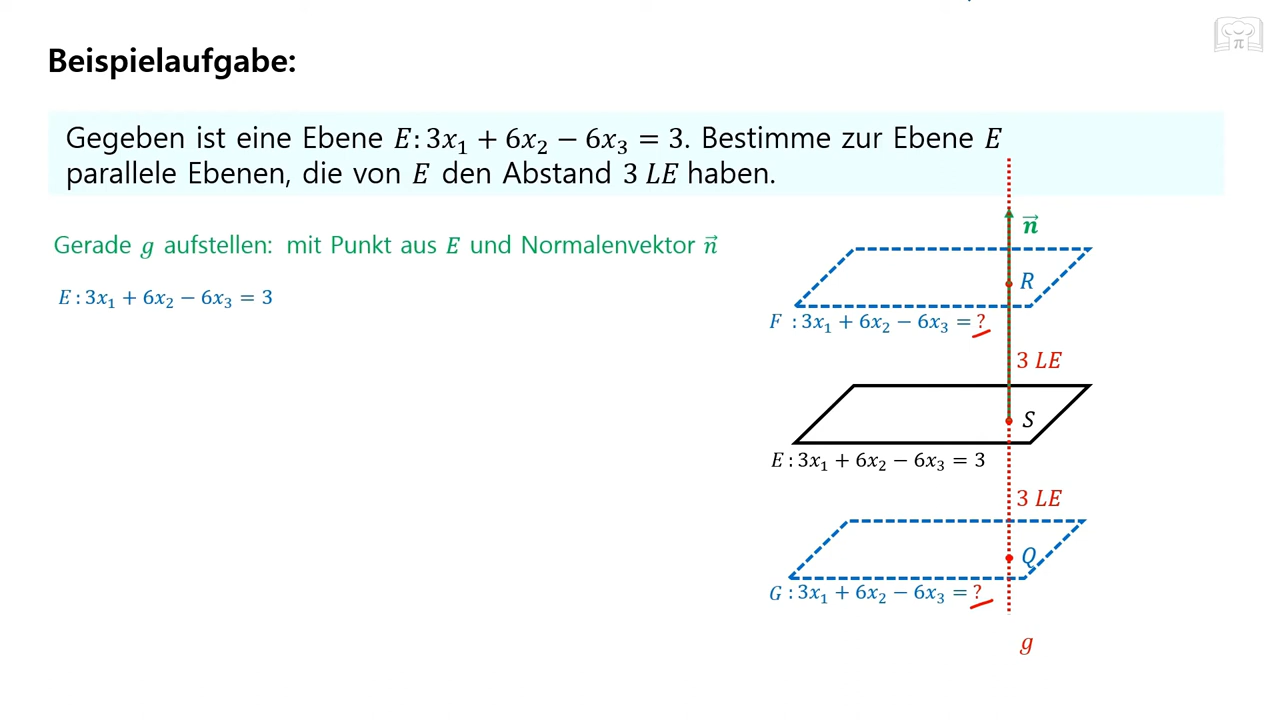 Beispielaufgabe:
Gegeben ist eine Ebene E: 3x₁ + 6x₂ − 6x₃ = 3. Bestimme zur Ebene E
parallele Ebenen, die von E den Abstand 3 LE haben.
Gerade g aufstellen: mit Punkt aus E und Normalenvektor n⃗
E : 3x₁ + 6x₂ − 6x₃ = 3
n⃗
R
F : 3x₁ + 6x₂ − 6x₃ = ?
3 LE
S
E : 3x₁ + 6x₂ − 6x₃ = 3
3 LE
Q
G : 3x₁ + 6x₂ − 6x₃ = ?
g
π